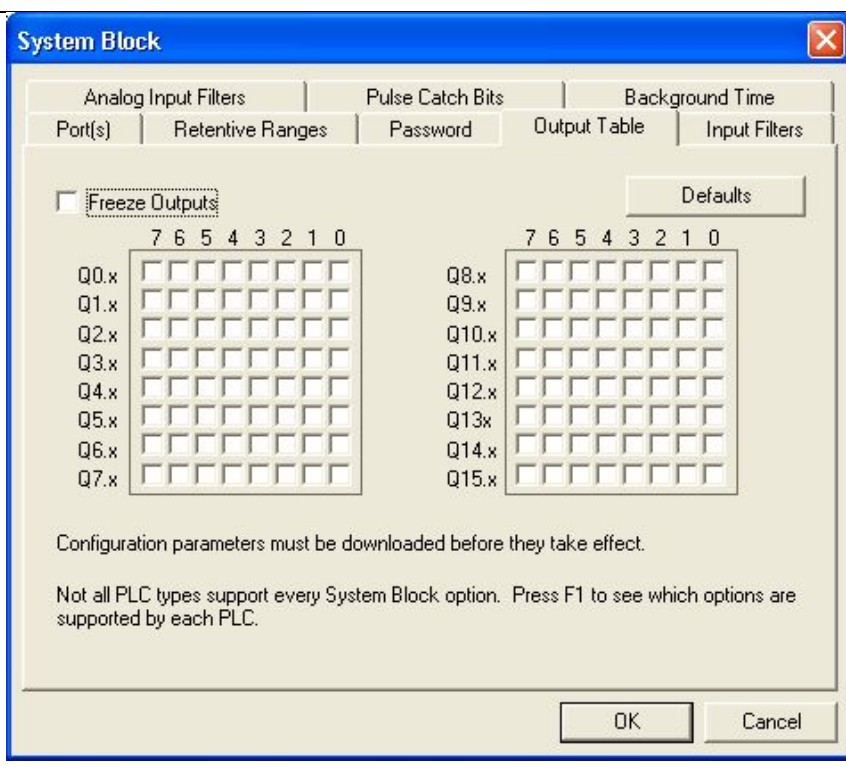 System Block
Analog Input Filters Pulse Catch Bits Background Time
Port(s) Retentive Ranges Password Output Table Input Filters
Freeze Outputs Defaults
7 6 5 4 3 2 1 0 7 6 5 4 3 2 1 0
Q0.x Q8.x
Q1.x Q9.x
Q2.x Q10.x
Q3.x Q11.x
Q4.x Q12.x
Q5.x Q13x
Q6.x Q14.x
Q7.x Q15.x
Configuration parameters must be downloaded before they take effect.
Not all PLC types support every System Block option. Press F1 to see which options are
supported by each PLC.
OK Cancel